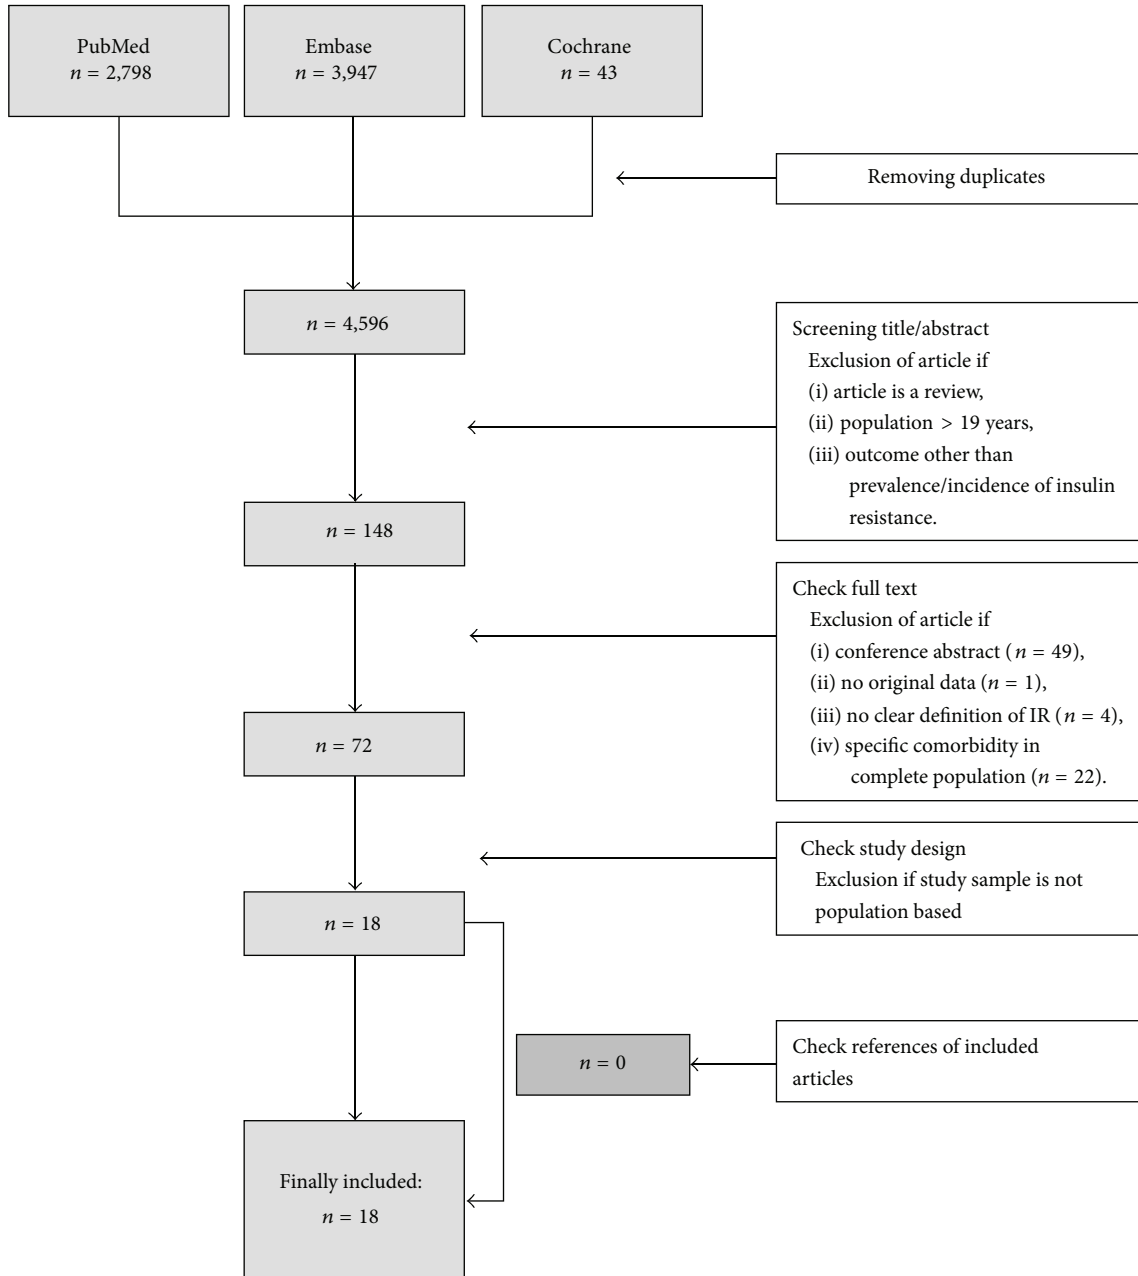 PubMed
n = 2,798
Embase
n = 3,947
Cochrane
n = 43
Removing duplicates
n = 4,596
Screening title/abstract
Exclusion of article if
(i) article is a review,
(ii) population > 19 years,
(iii) outcome other than
prevalence/incidence of insulin
resistance.
n = 148
Check full text
Exclusion of article if
(i) conference abstract (n = 49),
(ii) no original data (n = 1),
(iii) no clear definition of IR (n = 4),
(iv) specific comorbidity in
complete population (n = 22).
n = 72
Check study design
Exclusion if study sample is not
population based
n = 18
Check references of included
articles
n = 0
Finally included:
n = 18